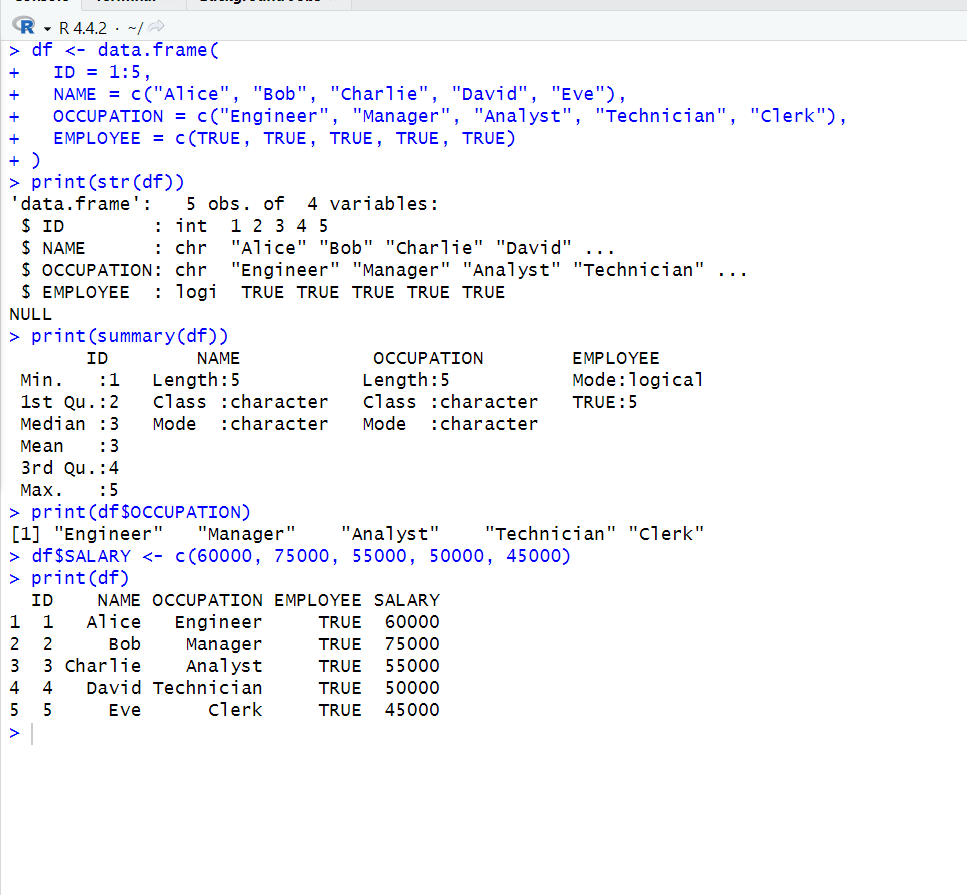 R 4.4.2 · ~/
> df <- data.frame(
+   ID = 1:5,
+   NAME = c("Alice", "Bob", "Charlie", "David", "Eve"),
+   OCCUPATION = c("Engineer", "Manager", "Analyst", "Technician", "Clerk"),
+   EMPLOYEE = c(TRUE, TRUE, TRUE, TRUE, TRUE)
+ )
> print(str(df))
'data.frame':   5 obs. of  4 variables:
 $ ID        : int  1 2 3 4 5
 $ NAME      : chr  "Alice" "Bob" "Charlie" "David" ...
 $ OCCUPATION: chr  "Engineer" "Manager" "Analyst" "Technician" ...
 $ EMPLOYEE  : logi  TRUE TRUE TRUE TRUE TRUE
NULL
> print(summary(df))
       ID        NAME            OCCUPATION        EMPLOYEE
 Min.   :1   Length:5           Length:5           Mode:logical
 1st Qu.:2   Class :character   Class :character   TRUE:5
 Median :3   Mode  :character   Mode  :character
 Mean   :3
 3rd Qu.:4
 Max.   :5
> print(df$OCCUPATION)
[1] "Engineer"   "Manager"    "Analyst"    "Technician" "Clerk"
> df$SALARY <- c(60000, 75000, 55000, 50000, 45000)
> print(df)
  ID    NAME OCCUPATION EMPLOYEE SALARY
1  1   Alice   Engineer     TRUE  60000
2  2     Bob    Manager     TRUE  75000
3  3 Charlie    Analyst     TRUE  55000
4  4   David Technician     TRUE  50000
5  5     Eve      Clerk     TRUE  45000
>